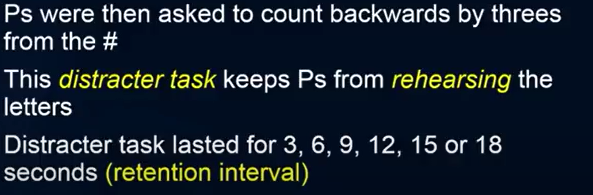 Ps were then asked to count backwards by threes
from the #
This distracter task keeps Ps from rehearsing the
letters
Distracter task lasted for 3, 6, 9, 12, 15 or 18
seconds (retention interval)